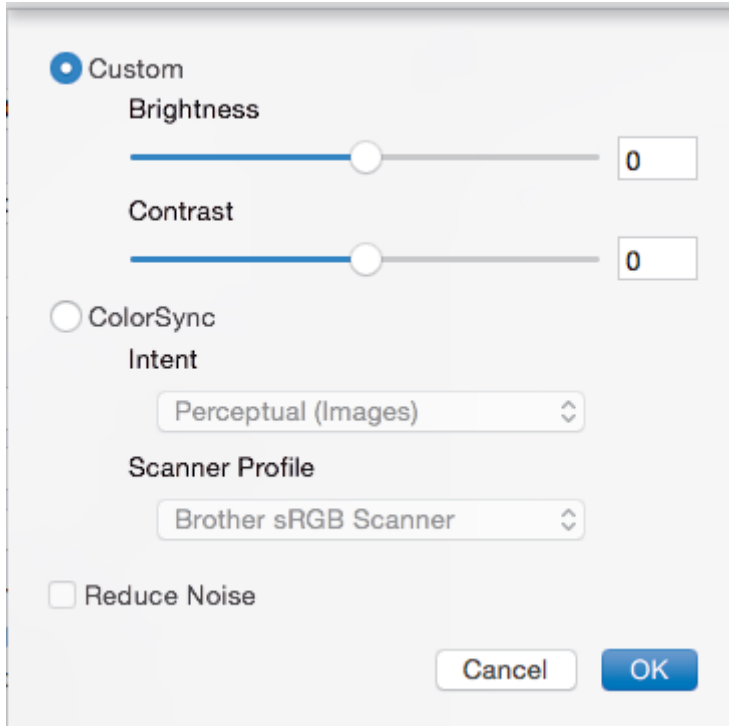 Custom
Brightness
0
Contrast
0
ColorSync
Intent
Perceptual (Images)
Scanner Profile
Brother sRGB Scanner
Reduce Noise
Cancel OK